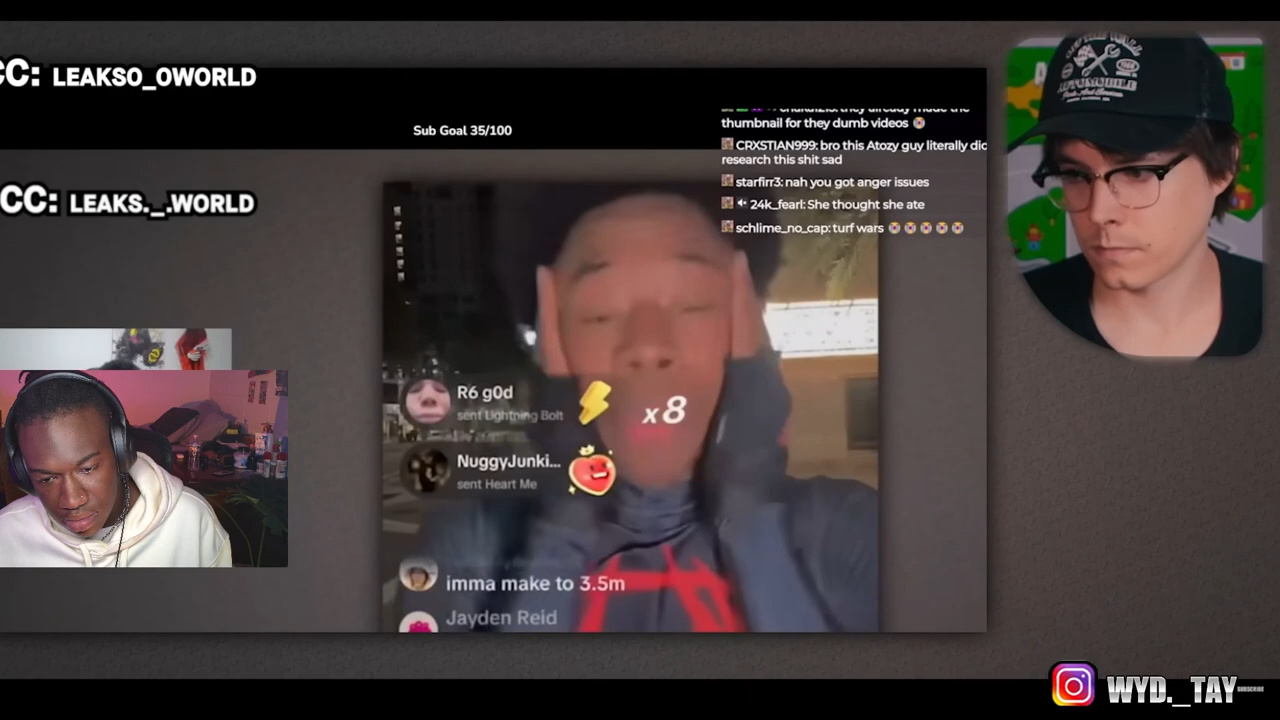 CC: LEAKSO_OWORLD
CC: LEAKS._.WORLD
Sub Goal 35/100
thumbnail for they dumb videos
CRXSTIAN999: bro this Atozy guy literally did
research this shit sad
starfirr3: nah you got anger issues
24k_fearl: She thought she ate
schlime_no_cap: turf wars
AUTOMOBILE
R6 g0d
sent Lightning Bolt
x8
NuggyJunki...
sent Heart Me
imma make to 3.5m
Jayden Reid
WYD._TAY
SUBSCRIBE